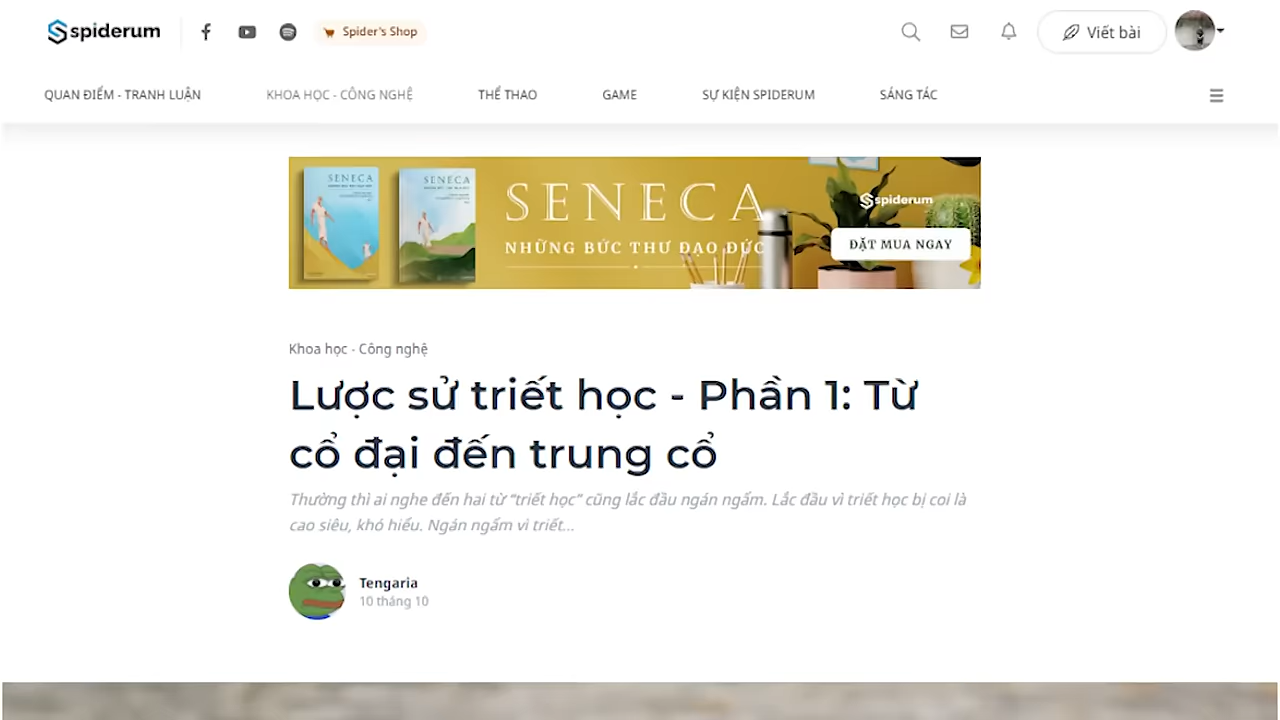 spiderum
Spider's Shop
Viết bài
QUAN ĐIỂM - TRANH LUẬN
KHOA HỌC - CÔNG NGHỆ
THỂ THAO
GAME
SỰ KIỆN SPIDERUM
SÁNG TÁC
SENECA
SENECA
SENECA
NHỮNG BỨC THƯ ĐẠO ĐỨC
spiderum
ĐẶT MUA NGAY
Khoa học - Công nghệ
Lược sử triết học - Phần 1: Từ
cổ đại đến trung cổ
Thường thì ai nghe đến hai từ “triết học” cũng lắc đầu ngán ngẩm. Lắc đầu vì triết học bị coi là
cao siêu, khó hiểu. Ngán ngẩm vì triết...
Tengaria
10 tháng 10